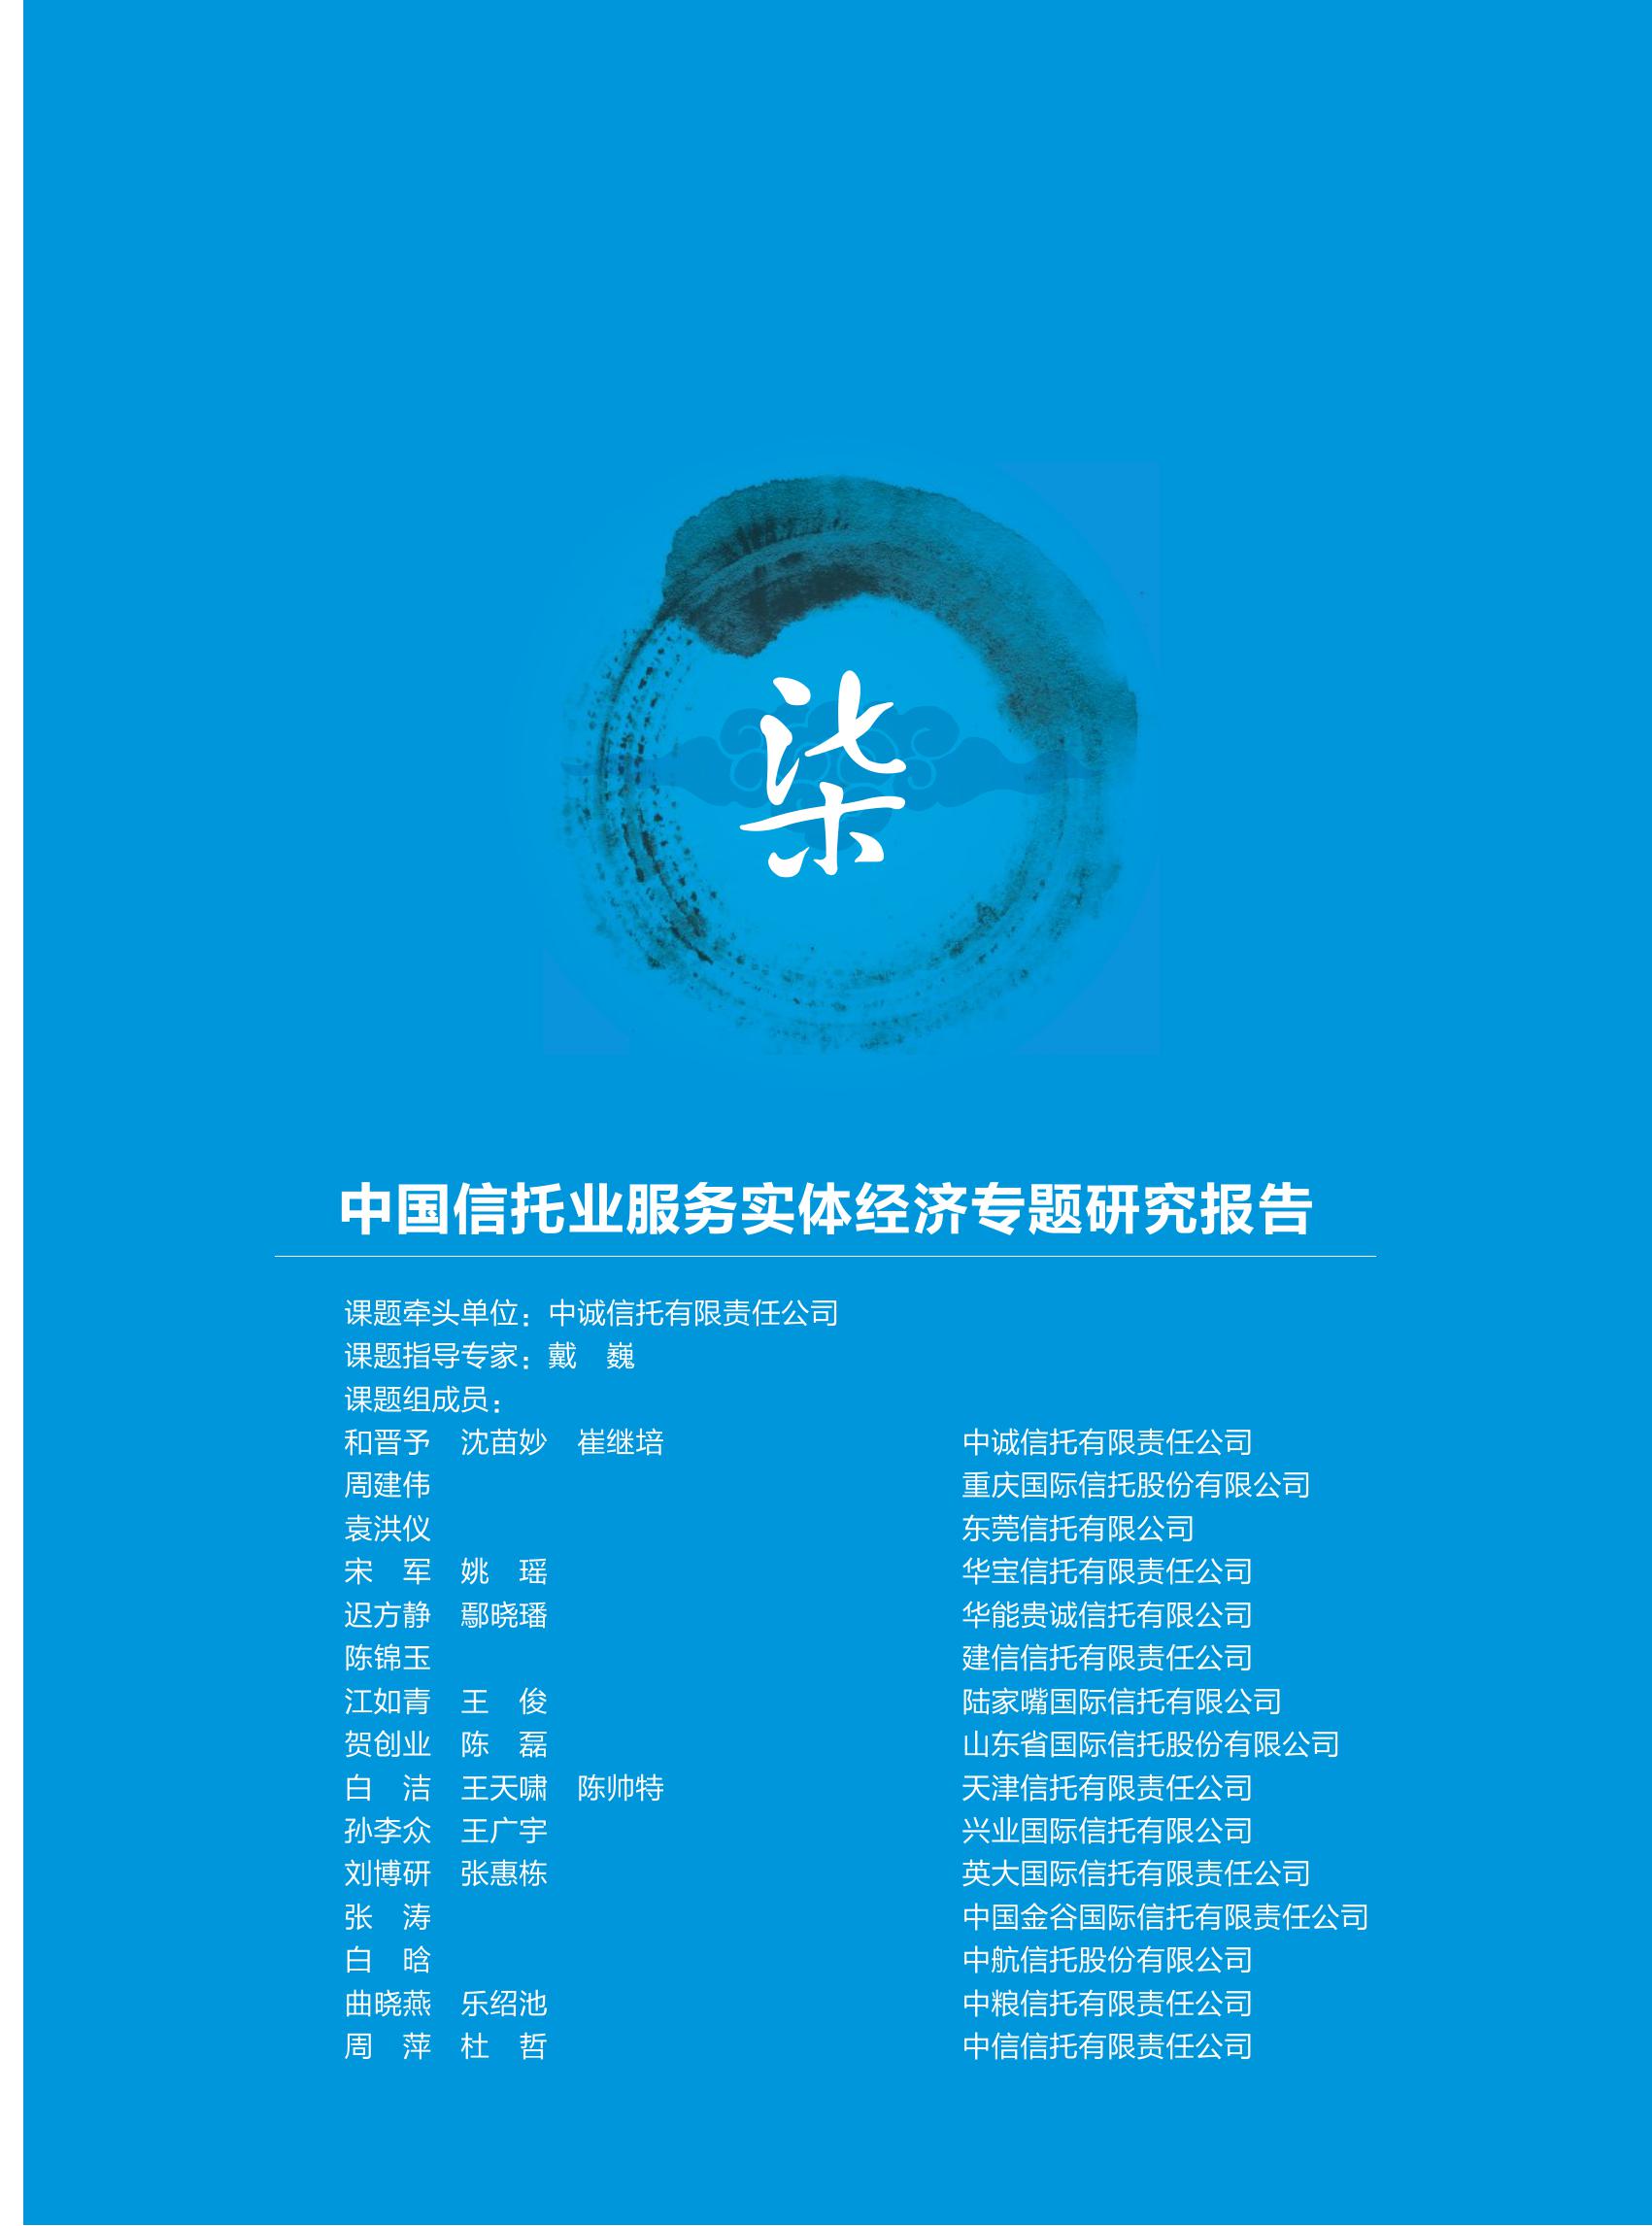 柒
中国信托业服务实体经济专题研究报告
课题牵头单位：中诚信托有限责任公司
课题指导专家：戴　巍
课题组成员：
和晋予　沈苗妙　崔继培　中诚信托有限责任公司
周建伟　重庆国际信托股份有限公司
袁洪仪　东莞信托有限公司
宋　军　姚　瑶　华宝信托有限责任公司
迟方静　鄢晓璠　华能贵诚信托有限公司
陈锦玉　建信信托有限责任公司
江如青　王　俊　陆家嘴国际信托有限公司
贺创业　陈　磊　山东省国际信托股份有限公司
白　洁　王天啸　陈帅特　天津信托有限责任公司
孙李众　王广宇　兴业国际信托有限公司
刘博研　张惠栋　英大国际信托有限责任公司
张　涛　中国金谷国际信托有限责任公司
白　晗　中航信托股份有限公司
曲晓燕　乐绍池　中粮信托有限责任公司
周　萍　杜　哲　中信信托有限责任公司